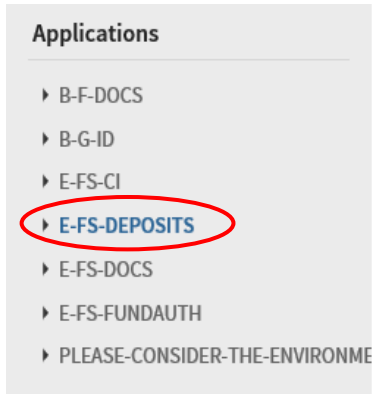 Applications
B-F-DOCS
B-G-ID
E-FS-CI
E-FS-DEPOSITS
E-FS-DOCS
E-FS-FUNDAUTH
PLEASE-CONSIDER-THE-ENVIRONME